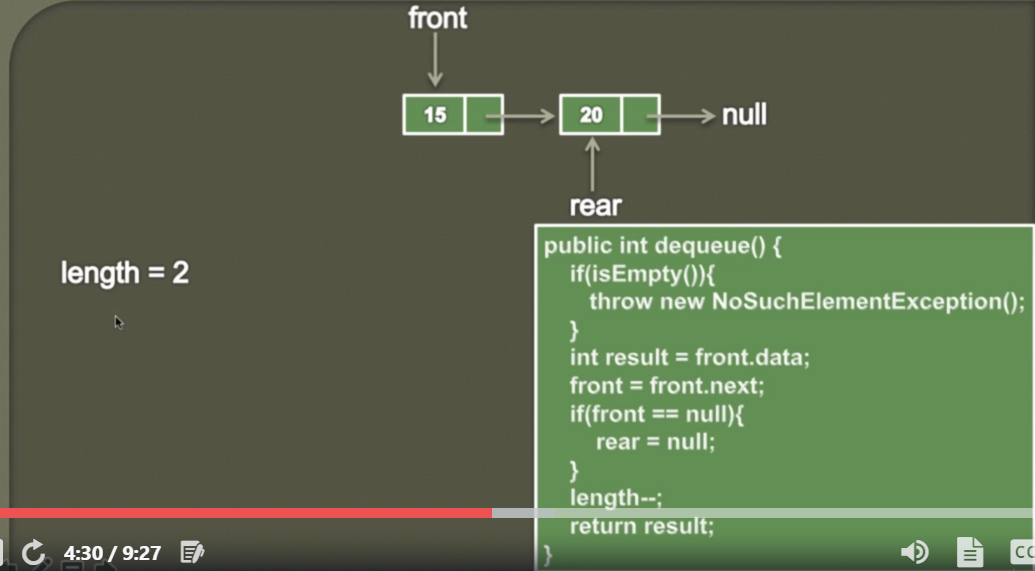 front
15
20
null
rear
length = 2
public int dequeue() {
if(isEmpty()){
throw new NoSuchElementException();
}
int result = front.data;
front = front.next;
if(front == null){
rear = null;
}
length--;
return result;
}
4:30 / 9:27
CC